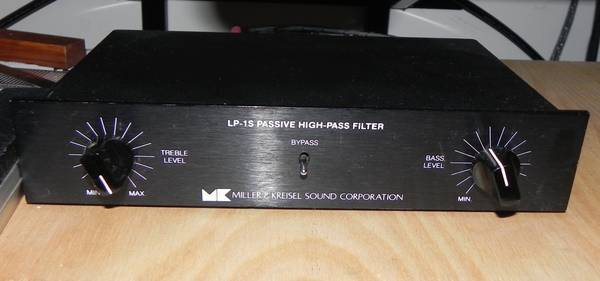 LP-1S PASSIVE HIGH-PASS FILTER
BYPASS
TREBLE
LEVEL
BASS
LEVEL
MIN.
MAX
MIN.
MK MILLER & KREISEL SOUND CORPORATION